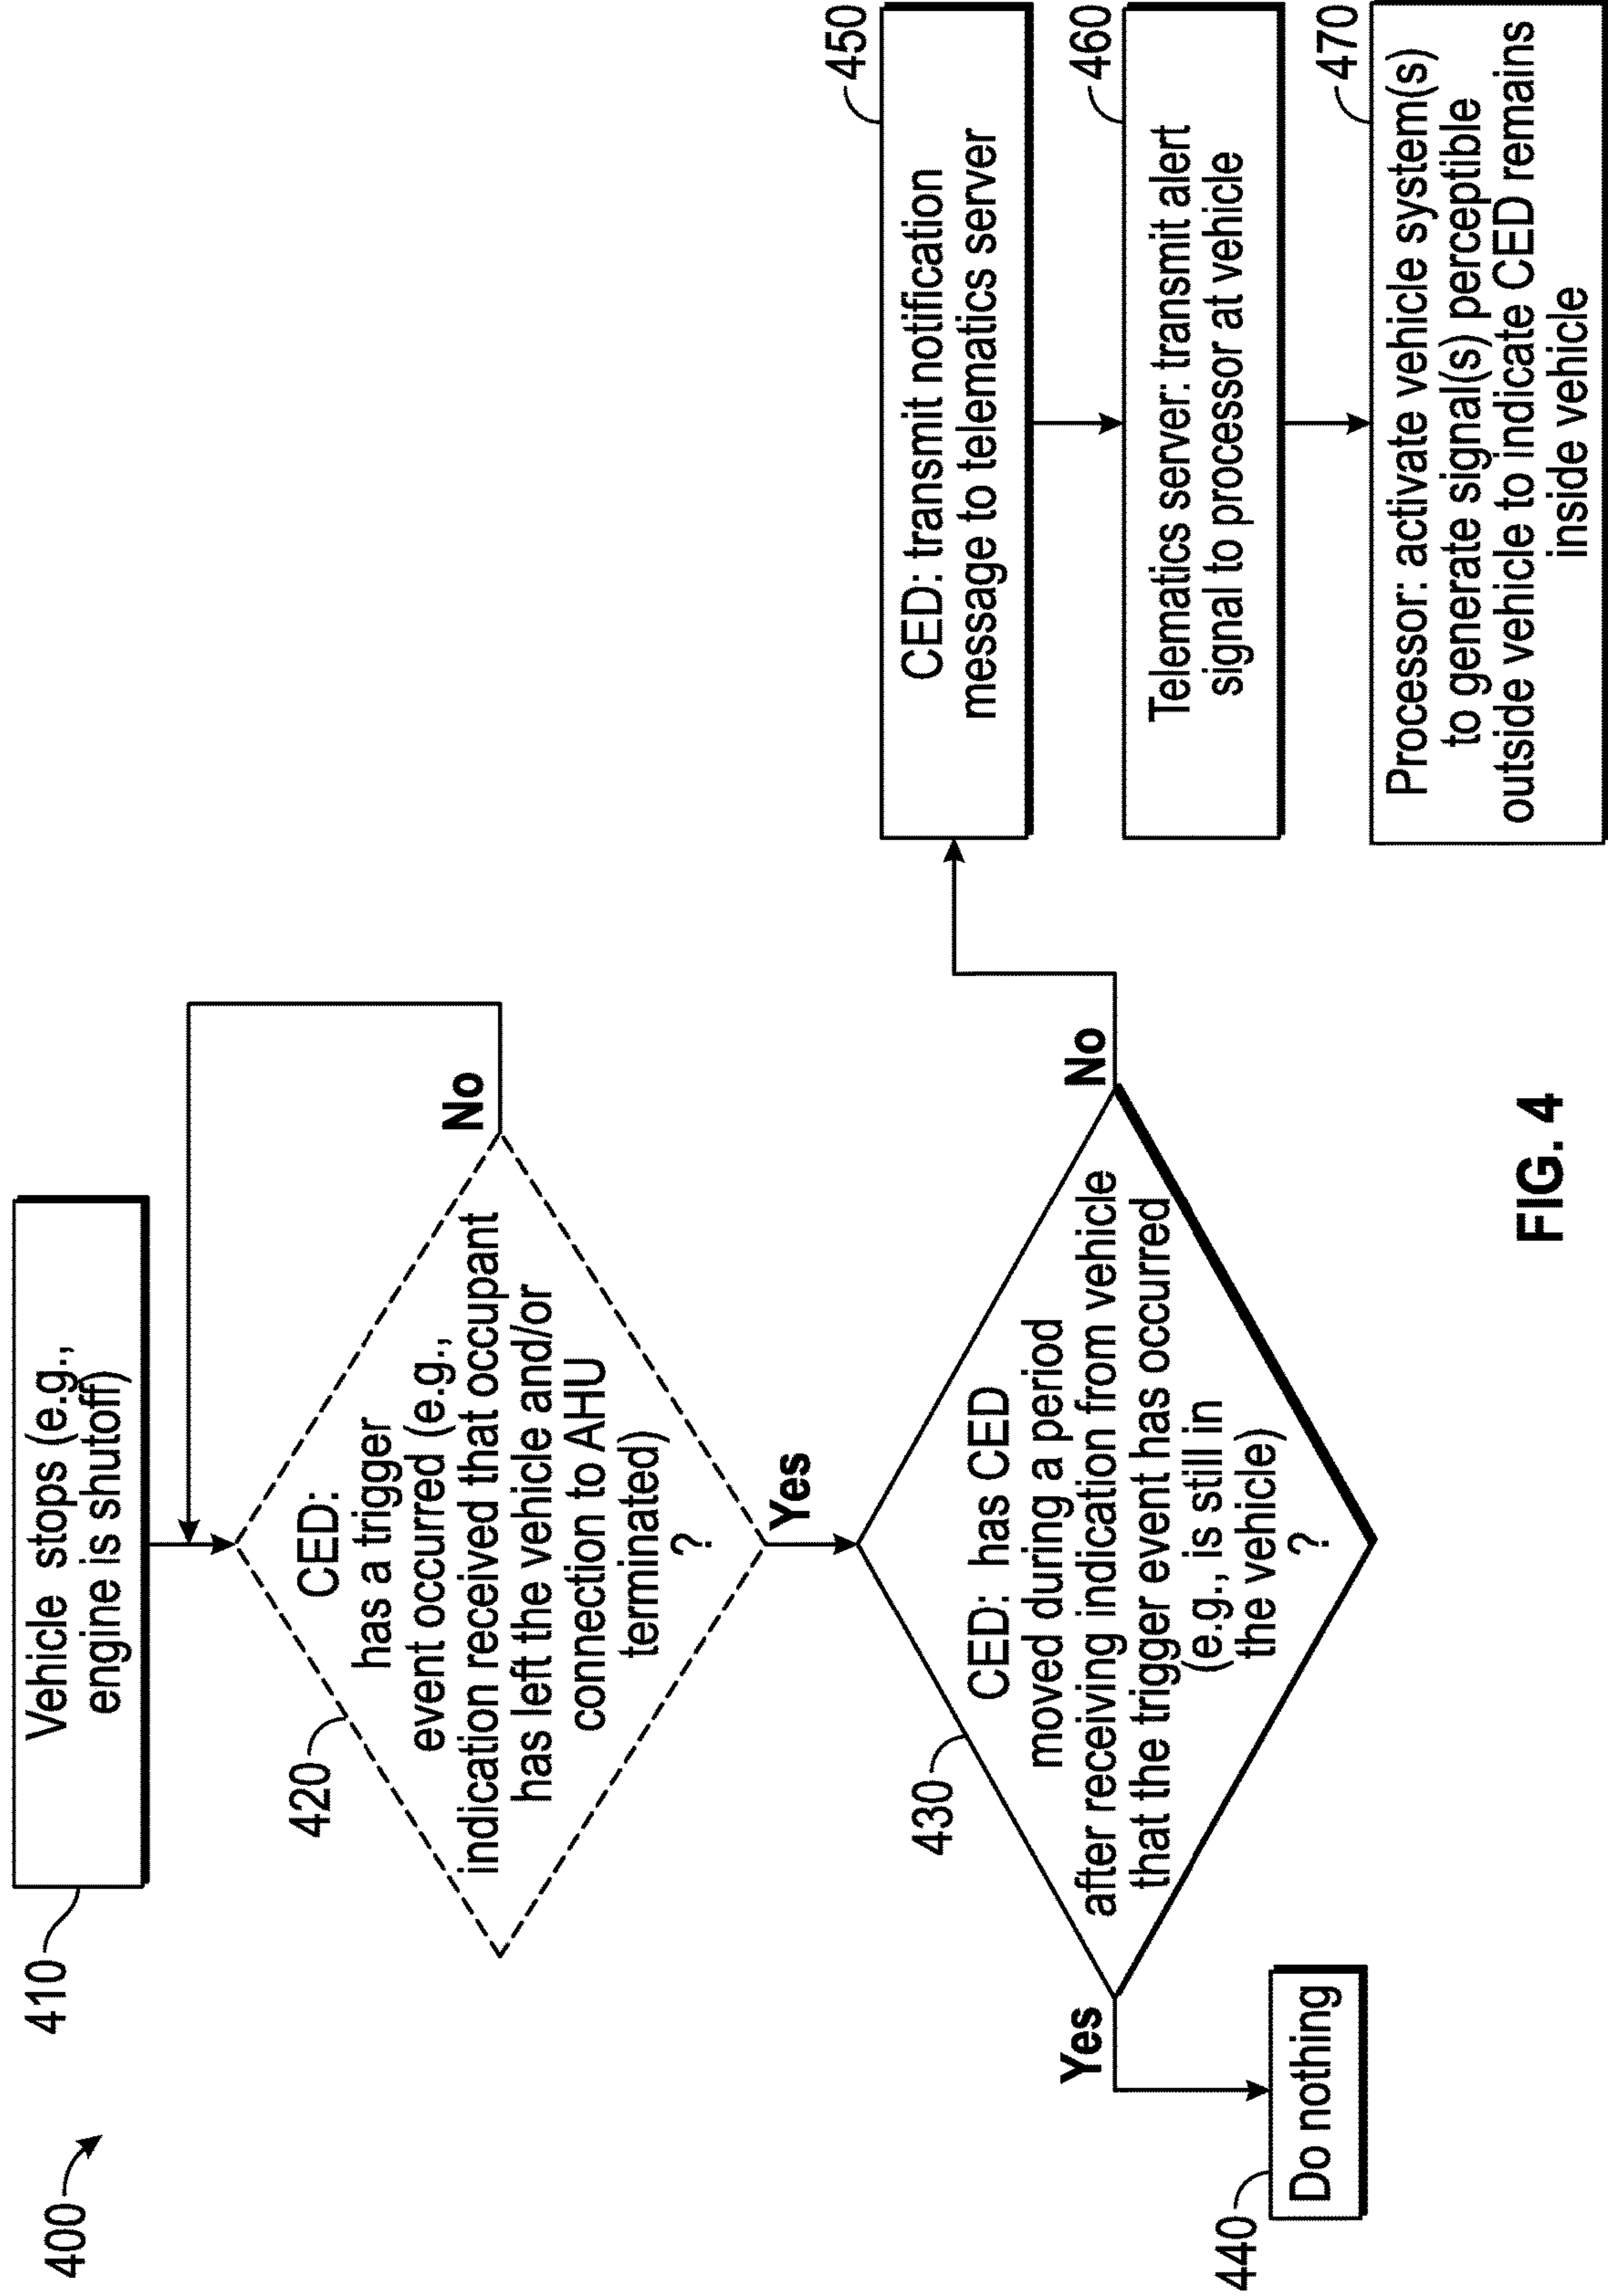 400
410
Vehicle stops (e.g.,
engine is shutoff)
420
CED:
has a trigger
event occurred (e.g.,
indication received that occupant
has left the vehicle and/or
connection to AHU
terminated)
?
No
Yes
430
CED: has CED
moved during a period
after receiving indication from vehicle
that the trigger event has occurred
(e.g., is still in
the vehicle)
?
Yes
No
440
Do nothing
450
CED: transmit notification
message to telematics server
460
Telematics server: transmit alert
signal to processor at vehicle
470
Processor: activate vehicle system(s)
to generate signal(s) perceptible
outside vehicle to indicate CED remains
inside vehicle
FIG. 4